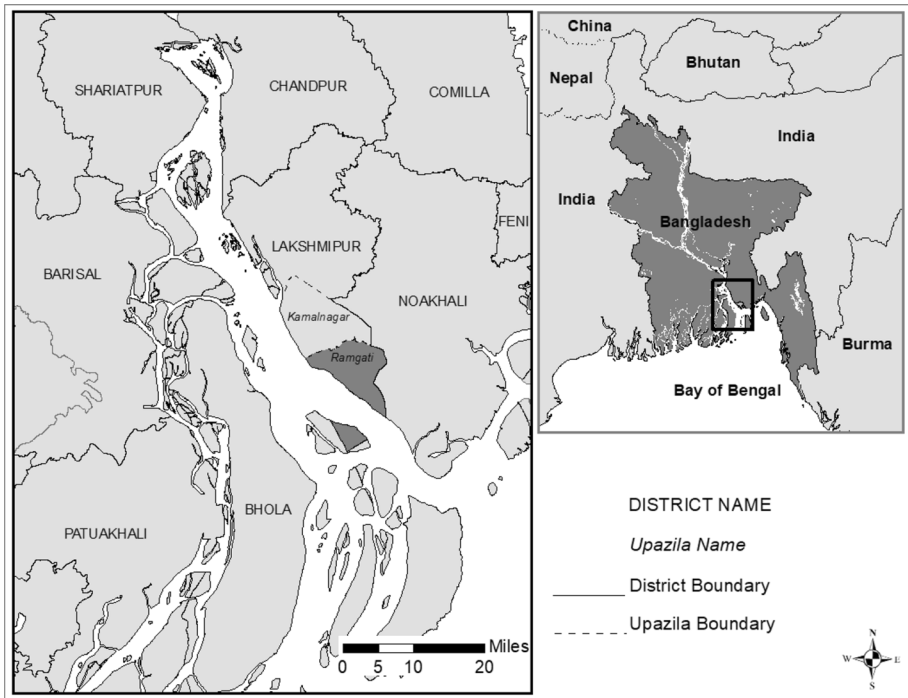 SHARIATPUR
CHANDPUR
COMILLA
FENI
LAKSHMIPUR
BARISAL
NOAKHALI
Kamalnagar
Ramgati
BHOLA
PATUAKHALI
Miles
0 5 10 20
China
Nepal
Bhutan
India
India
Bangladesh
Burma
Bay of Bengal
DISTRICT NAME
Upazila Name
District Boundary
Upazila Boundary
N
W E
S